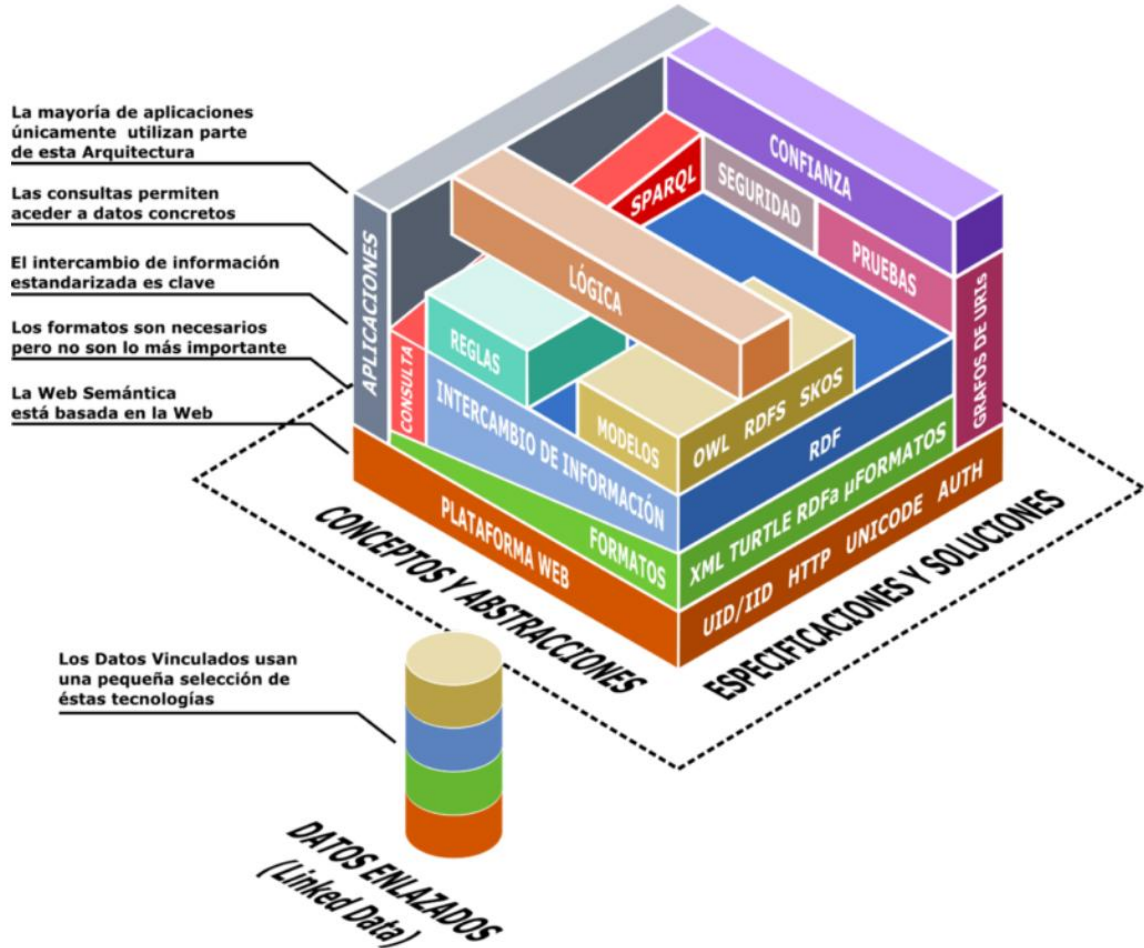 La mayoría de aplicaciones
únicamente utilizan parte
de esta Arquitectura
Las consultas permiten
aceder a datos concretos
El intercambio de información
estandarizada es clave
Los formatos son necesarios
pero no son lo más importante
La Web Semántica
está basada en la Web
APLICACIONES
CONSULTA
SPARQL
CONFIANZA
SEGURIDAD
PRUEBAS
GRAFOS DE URIs
LÓGICA
REGLAS
MODELOS
OWL RDFS SKOS
INTERCAMBIO DE INFORMACIÓN
RDF
FORMATOS
XML TURTLE RDFa µFORMATOS
PLATAFORMA WEB
UID/IID HTTP UNICODE AUTH
CONCEPTOS Y ABSTRACCIONES
ESPECIFICACIONES Y SOLUCIONES
Los Datos Vinculados usan
una pequeña selección de
éstas tecnologías
DATOS ENLAZADOS
(Linked Data)